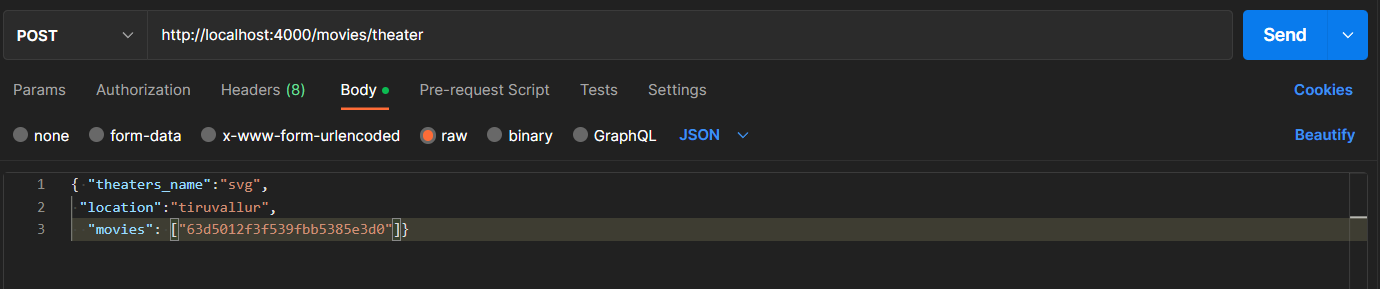 POST http://localhost:4000/movies/theater Send
Params Authorization Headers (8) Body Pre-request Script Tests Settings Cookies
none form-data x-www-form-urlencoded raw binary GraphQL JSON Beautify
1 { "theaters_name":"svg",
2 "location":"tiruvallur",
3 "movies": ["63d5012f3f539fbb5385e3d0"]}